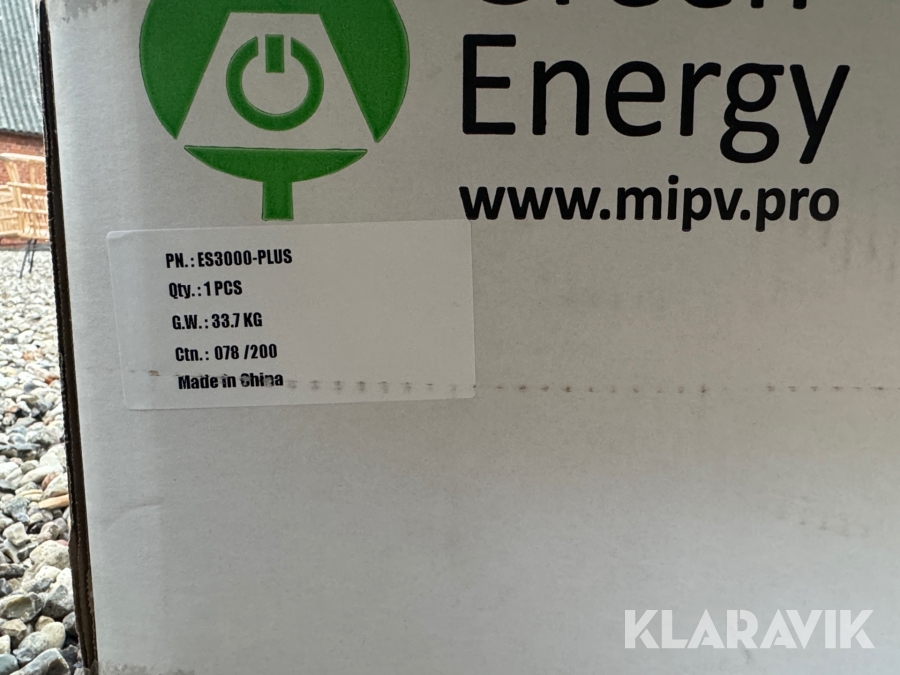 Green
Energy
www.mipv.pro
PN.: ES3000-PLUS
Qty.: 1 PCS
G.W.: 33.7 KG
Ctn.: 078 /200
Made in China
KLARAVIK